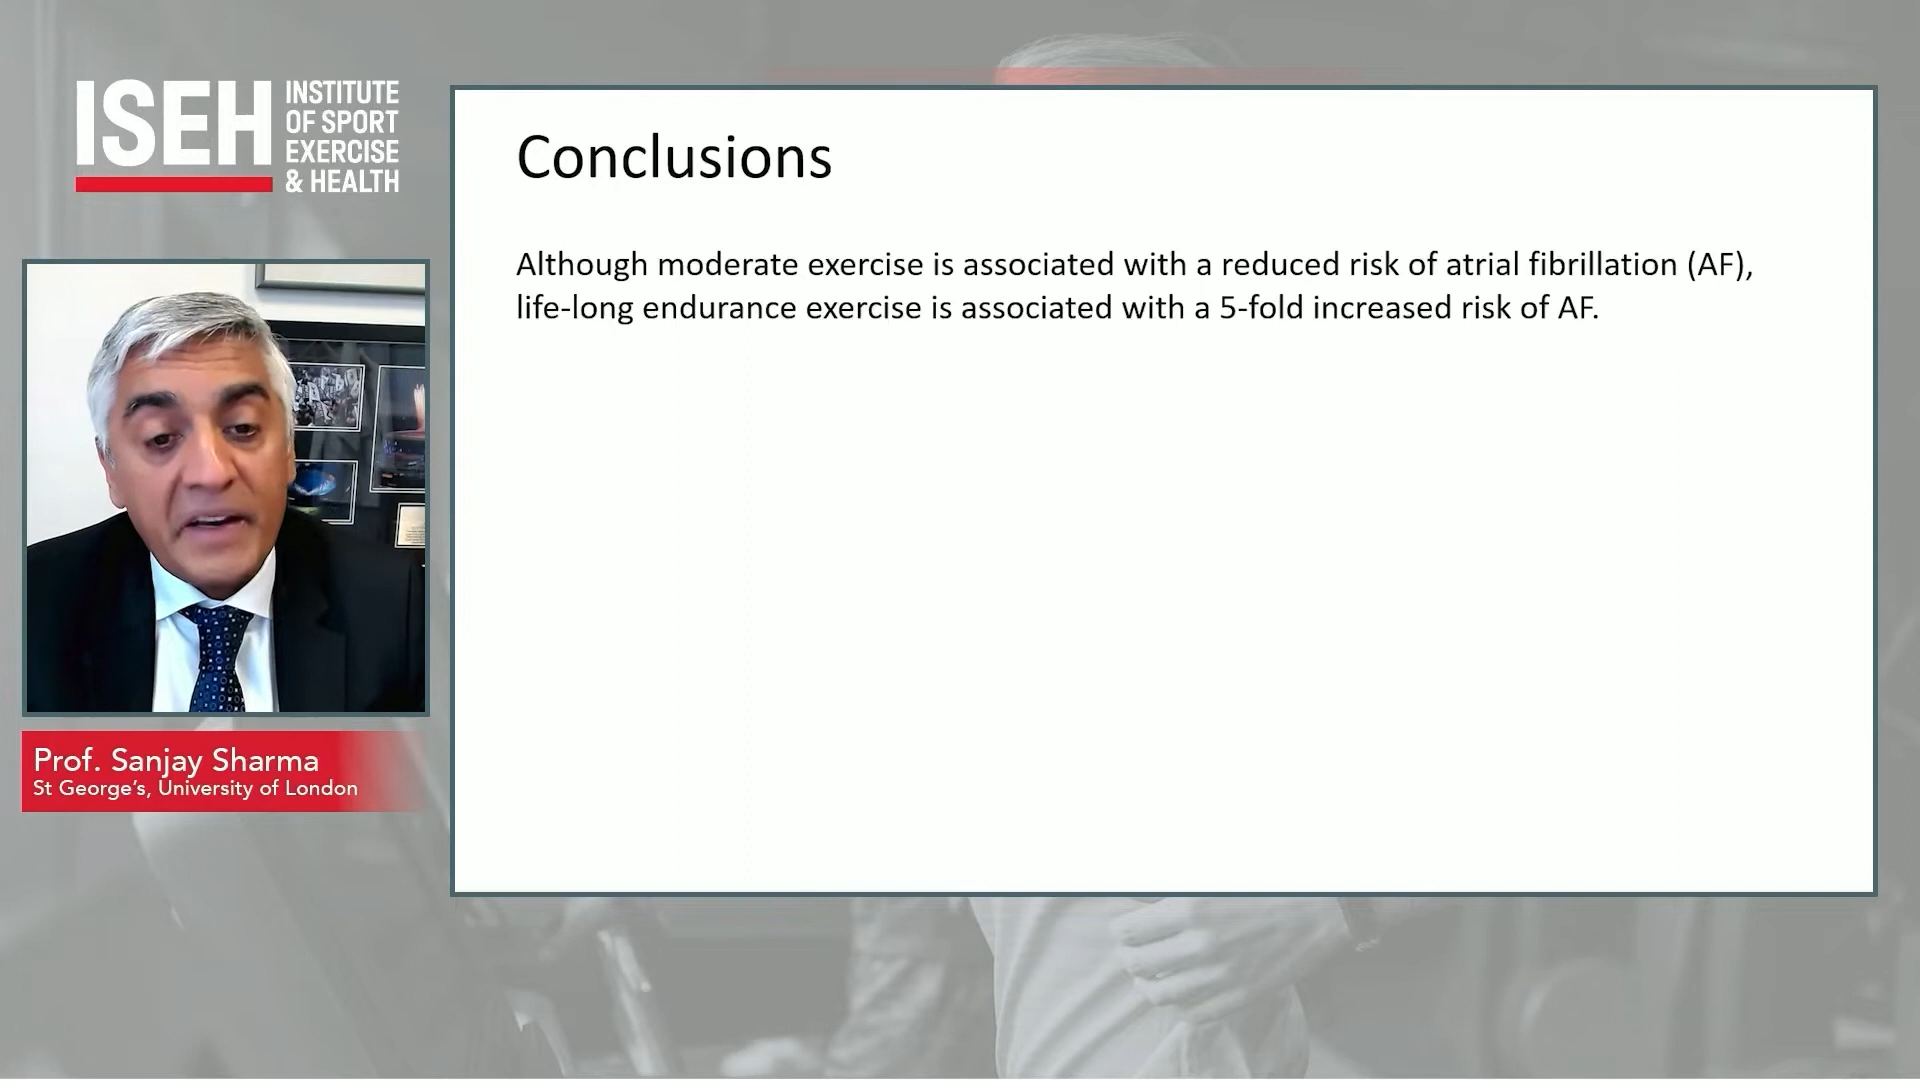 ISEH
INSTITUTE
OF SPORT
EXERCISE
& HEALTH
Conclusions
Although moderate exercise is associated with a reduced risk of atrial fibrillation (AF),
life-long endurance exercise is associated with a 5-fold increased risk of AF.
Prof. Sanjay Sharma
St George's, University of London